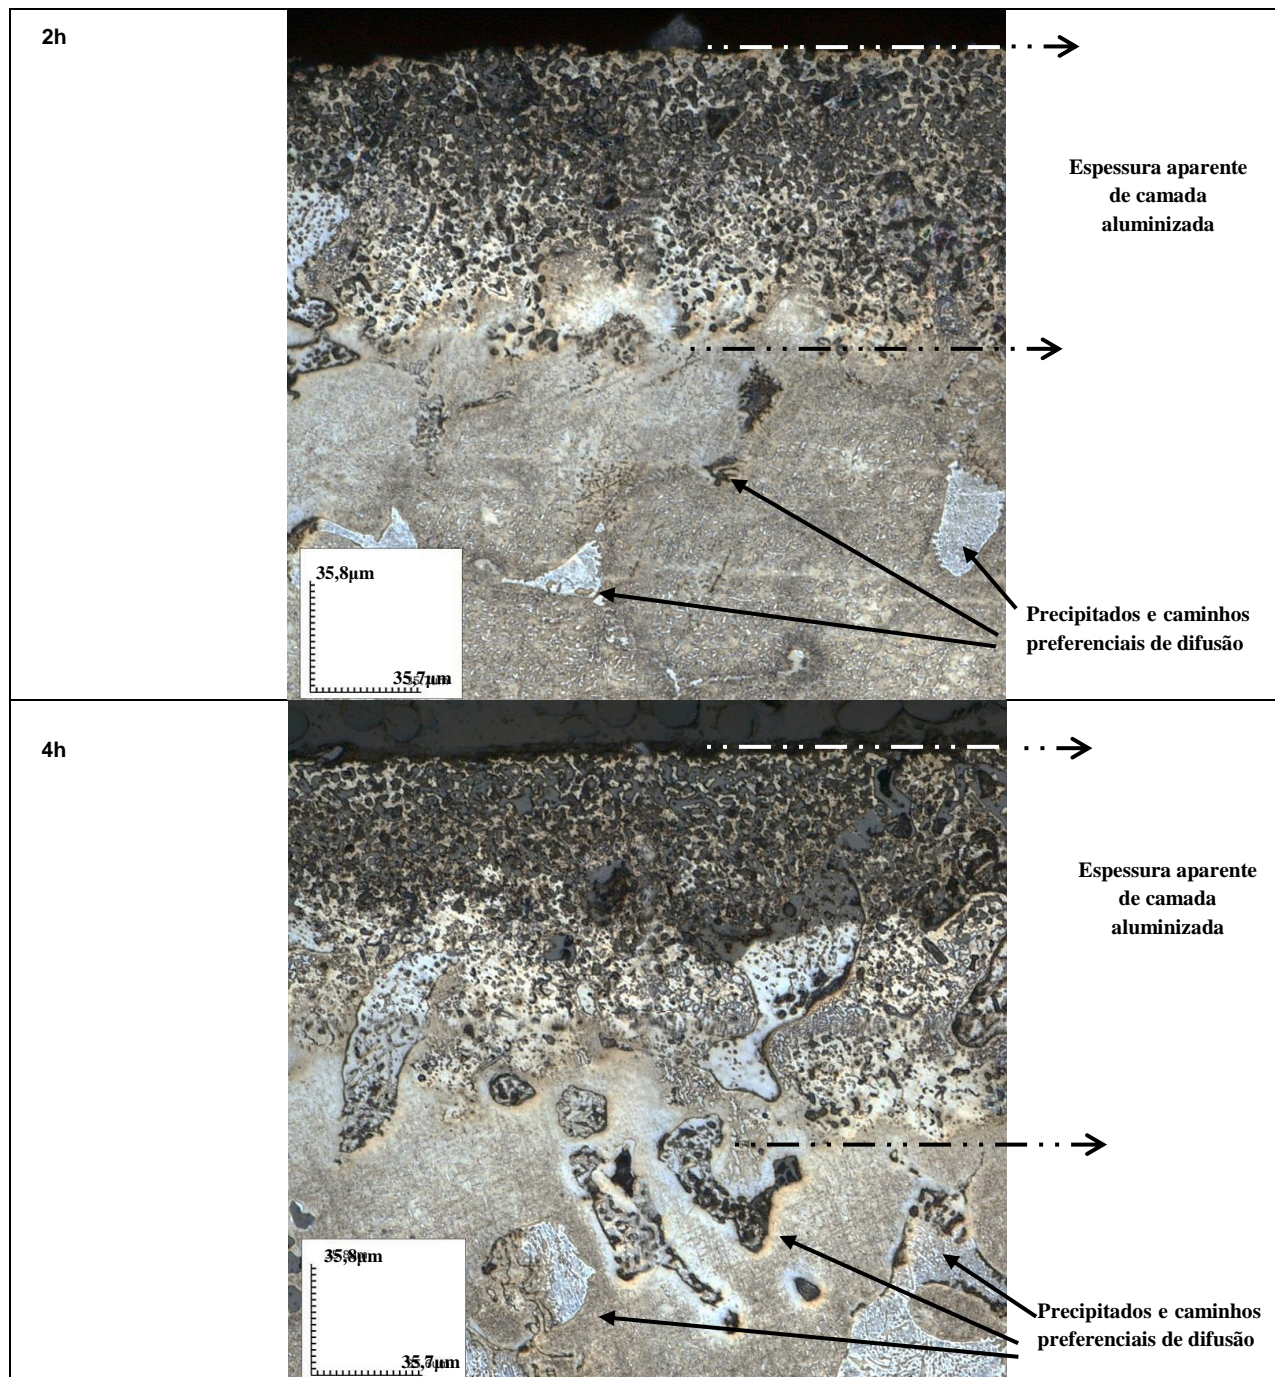 2h
Espessura aparente
de camada
aluminizada
35,8µm
35,7µm
Precipitados e caminhos
preferenciais de difusão
4h
Espessura aparente
de camada
aluminizada
35,8µm
35,7µm
Precipitados e caminhos
preferenciais de difusão